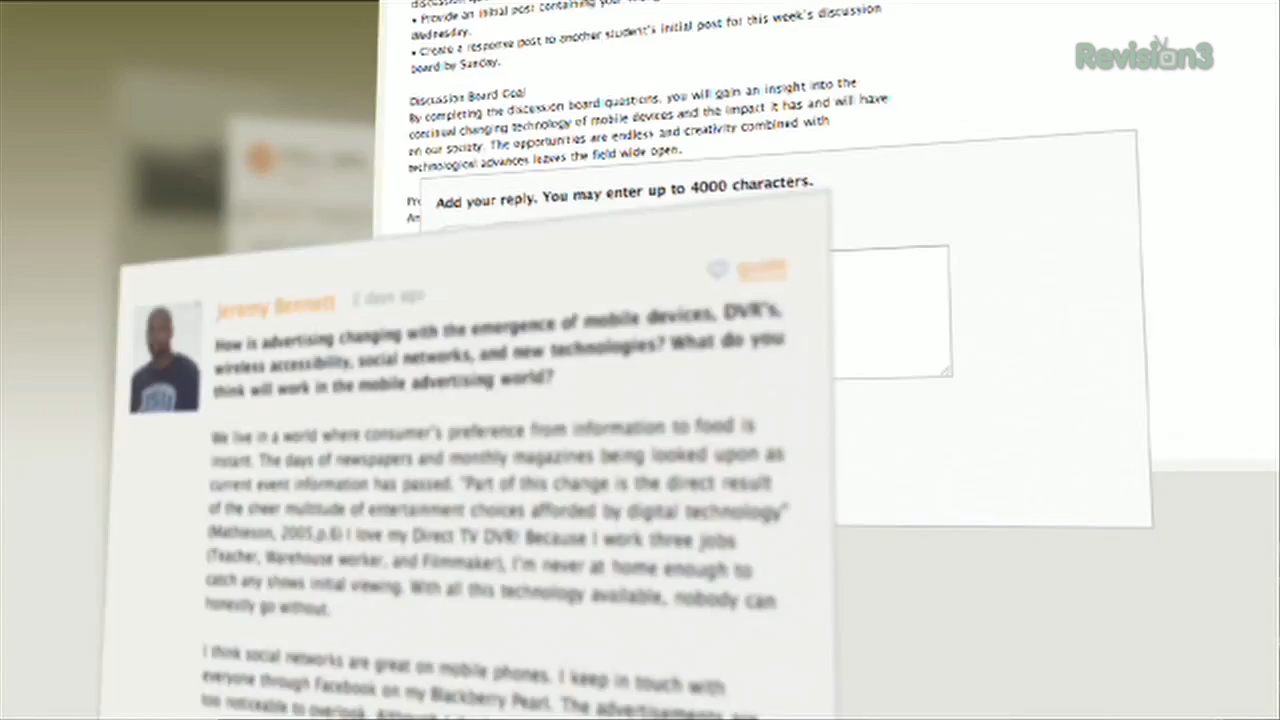 • Provide an initial post containing your
Wednesday.
• Create a response post to another student's initial post for this week's discussion
board by Sunday.
Discussion Board Goal
By completing the discussion board questions, you will gain an insight into the
continual changing technology of mobile devices and the impact it has and will have
on our society. The opportunities are endless and creativity combined with
technological advances leaves the field wide open.
Revision3
Add your reply. You may enter up to 4000 characters.
Jeremy Bennett 2 days ago
quote
How is advertising changing with the emergence of mobile devices, DVR's,
wireless accessibility, social networks, and new technologies? What do you
think will work in the mobile advertising world?
We live in a world where consumer's preference from information to food is
instant. The days of newspapers and monthly magazines being looked upon as
current event information has passed. "Part of this change is the direct result
of the sheer multitude of entertainment choices afforded by digital technology"
(Matheson, 2005,p.6) I love my Direct TV DVR! Because I work three jobs
(Teacher, Warehouse worker, and Filmmaker), I'm never at home enough to
catch any shows initial viewing. With all this technology available, nobody can
honestly go without.
I think social networks are great on mobile phones. I keep in touch with
everyone through Facebook on my Blackberry Pearl. The advertisements are
too noticeable to overlook.